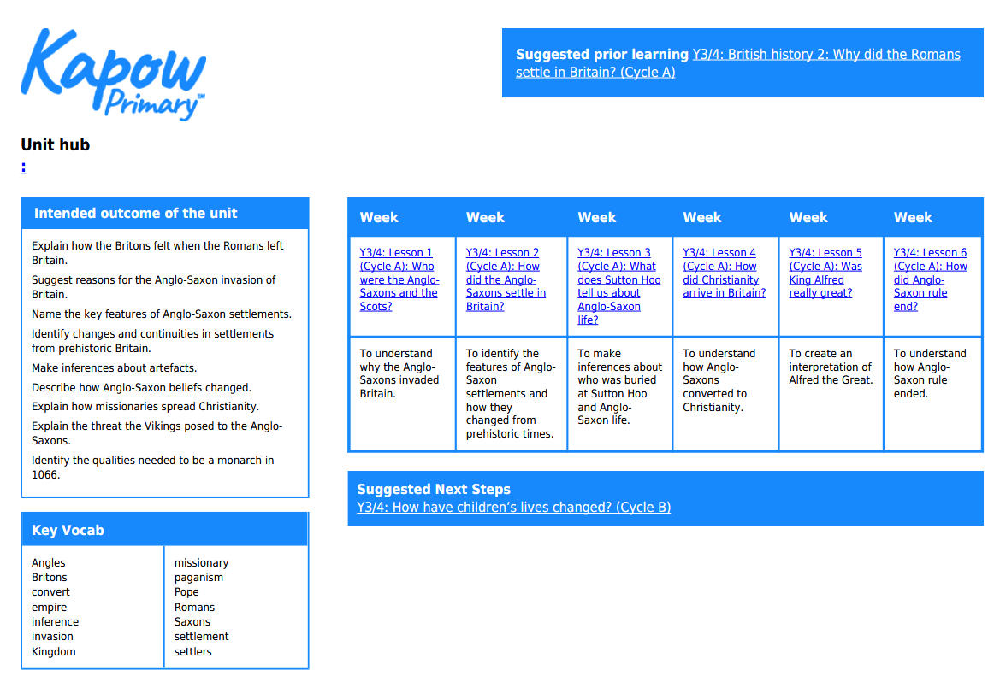 Kapow
Primary™
Suggested prior learning Y3/4: British history 2: Why did the Romans
settle in Britain? (Cycle A)
Unit hub
:
Intended outcome of the unit
Explain how the Britons felt when the Romans left
Britain.
Suggest reasons for the Anglo-Saxon invasion of
Britain.
Name the key features of Anglo-Saxon settlements.
Identify changes and continuities in settlements
from prehistoric Britain.
Make inferences about artefacts.
Describe how Anglo-Saxon beliefs changed.
Explain how missionaries spread Christianity.
Explain the threat the Vikings posed to the Anglo-
Saxons.
Identify the qualities needed to be a monarch in
1066.
Key Vocab
Angles
Britons
convert
empire
inference
invasion
Kingdom
missionary
paganism
Pope
Romans
Saxons
settlement
settlers
Week
Week
Week
Week
Week
Week
Y3/4: Lesson 1
(Cycle A): Who
were the Anglo-
Saxons and the
Scots?
Y3/4: Lesson 2
(Cycle A): How
did the Anglo-
Saxons settle in
Britain?
Y3/4: Lesson 3
(Cycle A): What
does Sutton Hoo
tell us about
Anglo-Saxon
life?
Y3/4: Lesson 4
(Cycle A): How
did Christianity
arrive in Britain?
Y3/4: Lesson 5
(Cycle A): Was
King Alfred
really great?
Y3/4: Lesson 6
(Cycle A): How
did Anglo-
Saxon rule
end?
To understand
why the Anglo-
Saxons invaded
Britain.
To identify the
features of Anglo-
Saxon
settlements and
how they
changed from
prehistoric times.
To make
inferences about
who was buried
at Sutton Hoo
and Anglo-
Saxon life.
To understand
how Anglo-
Saxons
converted to
Christianity.
To create an
interpretation of
Alfred the Great.
To understand
how Anglo-
Saxon rule
ended.
Suggested Next Steps
Y3/4: How have children’s lives changed? (Cycle B)